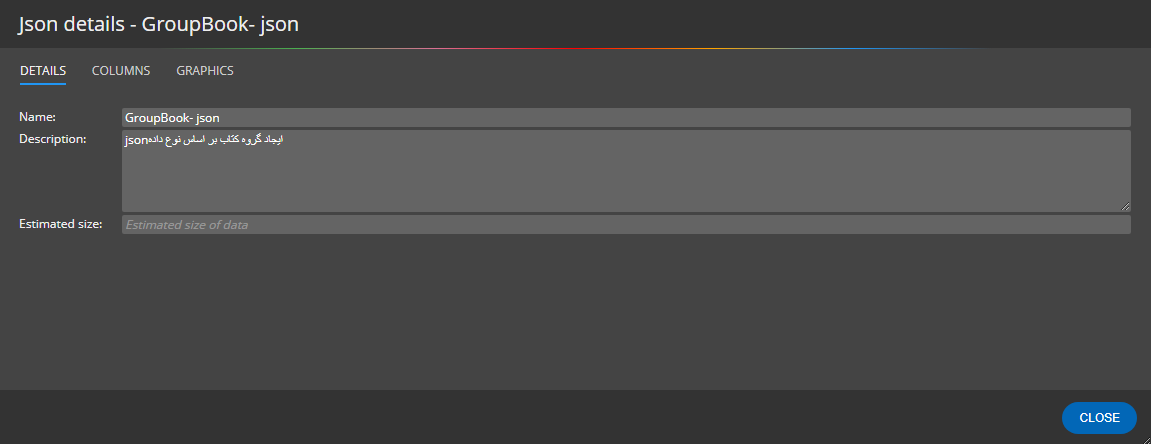 Json details - GroupBook- json
DETAILS COLUMNS GRAPHICS
Name: GroupBook- json
Description: ایجاد گروه کتاب بر اساس نوع دادهjson
Estimated size: Estimated size of data
CLOSE